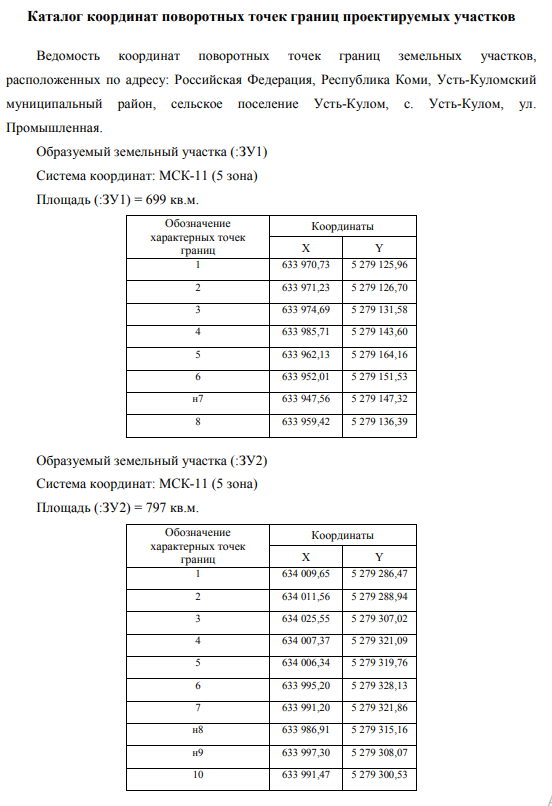 Каталог координат поворотных точек границ проектируемых участков
Ведомость координат поворотных точек границ земельных участков,
расположенных по адресу: Российская Федерация, Республика Коми, Усть-Куломский
муниципальный район, сельское поселение Усть-Кулом, с. Усть-Кулом, ул.
Промышленная.
Образуемый земельный участка (:ЗУ1)
Система координат: МСК-11 (5 зона)
Площадь (:ЗУ1) = 699 кв.м.
Обозначение характерных точек границ Координаты
X Y
1 633 970,73 5 279 125,96
2 633 971,23 5 279 126,70
3 633 974,69 5 279 131,58
4 633 985,71 5 279 143,60
5 633 962,13 5 279 164,16
6 633 952,01 5 279 151,53
н7 633 947,56 5 279 147,32
8 633 959,42 5 279 136,39
Образуемый земельный участка (:ЗУ2)
Система координат: МСК-11 (5 зона)
Площадь (:ЗУ2) = 797 кв.м.
Обозначение характерных точек границ Координаты
X Y
1 634 009,65 5 279 286,47
2 634 011,56 5 279 288,94
3 634 025,55 5 279 307,02
4 634 007,37 5 279 321,09
5 634 006,34 5 279 319,76
6 633 995,20 5 279 328,13
7 633 991,20 5 279 321,86
н8 633 986,91 5 279 315,16
н9 633 997,30 5 279 308,07
10 633 991,47 5 279 300,53